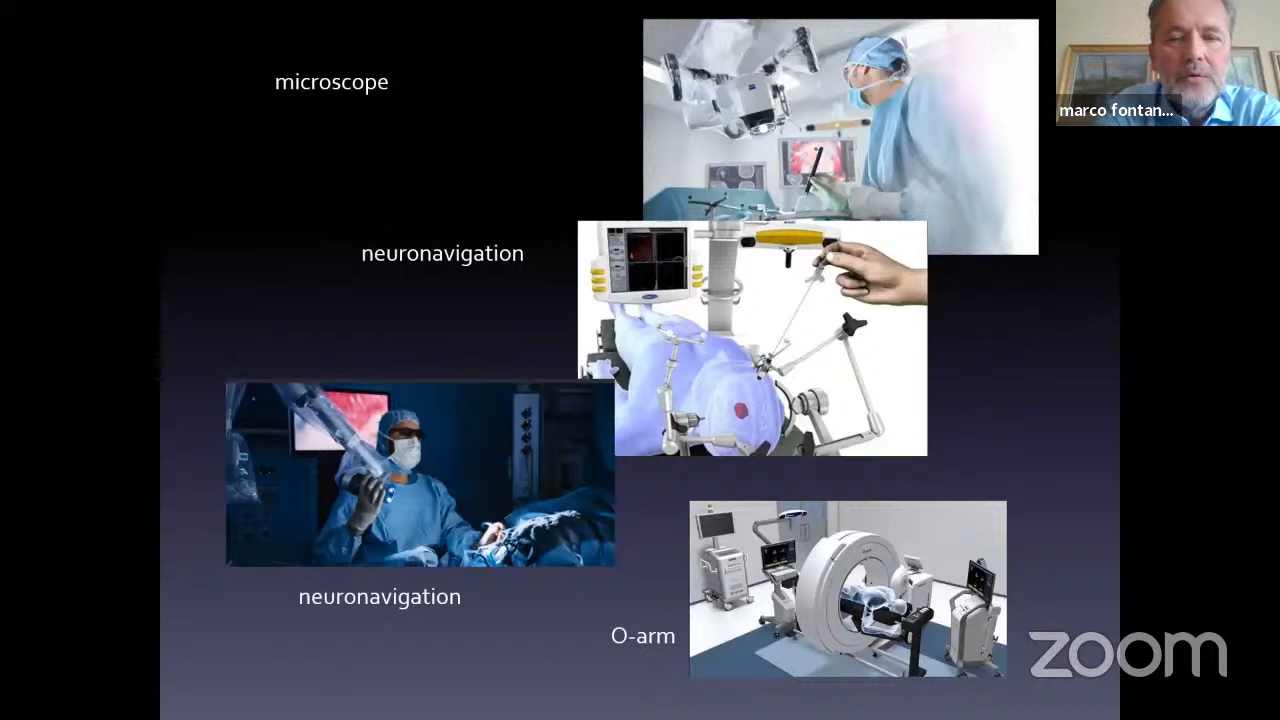 microscope
marco fontan...
neuronavigation
neuronavigation
O-arm
zoom